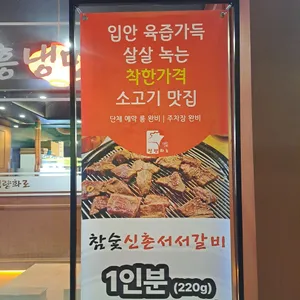 입안 육즙가득
살살 녹는
착한가격
소고기 맛집
단체 예약 룸 완비 | 주차장 완비
참숯신촌서서갈비
1인분 (220g)
냉면